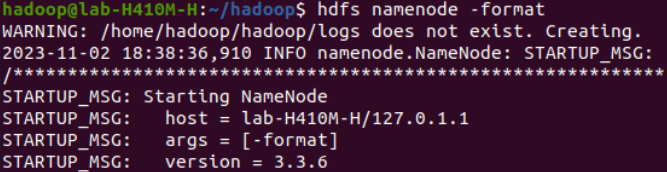 hadoop@lab-H410M-H:~/hadoop$ hdfs namenode -format
WARNING: /home/hadoop/hadoop/logs does not exist. Creating.
2023-11-02 18:38:36,910 INFO namenode.NameNode: STARTUP_MSG:
/************************************************************
STARTUP_MSG: Starting NameNode
STARTUP_MSG:   host = lab-H410M-H/127.0.1.1
STARTUP_MSG:   args = [-format]
STARTUP_MSG:   version = 3.3.6